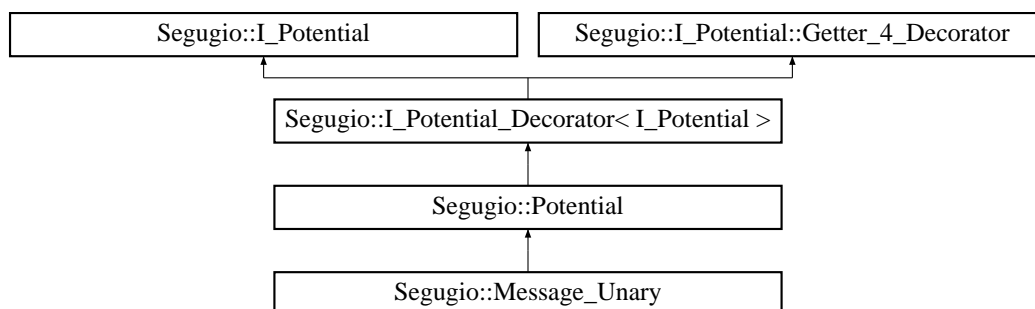 Segugio::I_Potential
Segugio::I_Potential::Getter_4_Decorator
Segugio::I_Potential_Decorator< I_Potential >
Segugio::Potential
Segugio::Message_Unary